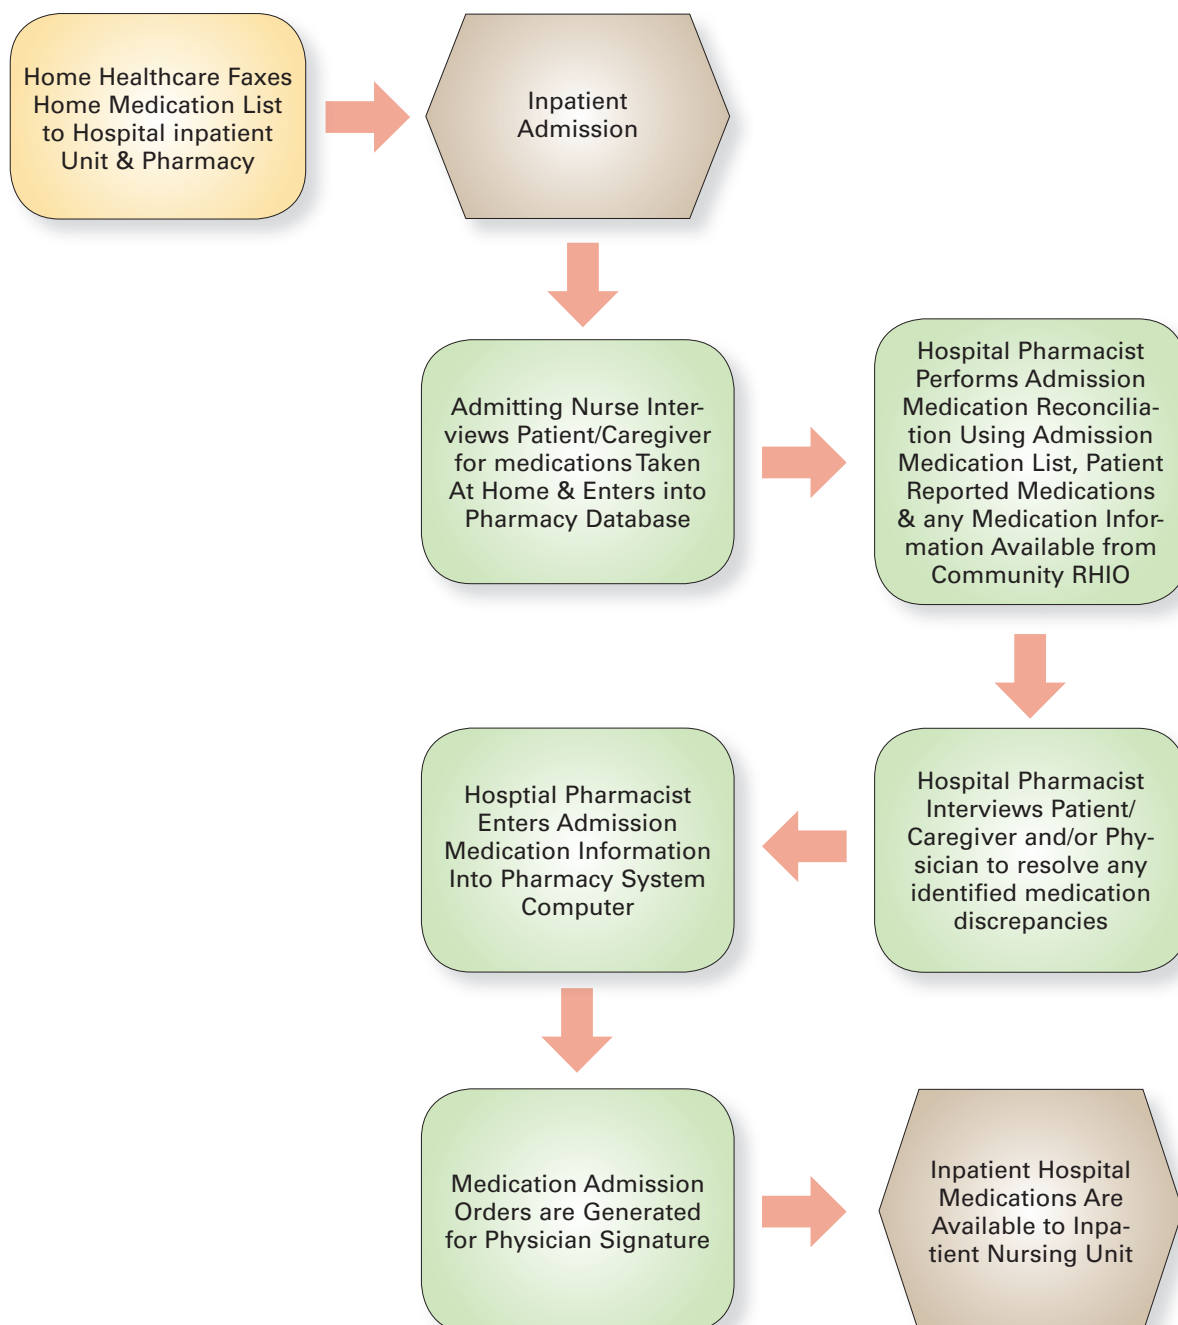 Home Healthcare Faxes
Home Medication List
to Hospital inpatient
Unit & Pharmacy
Inpatient
Admission
Admitting Nurse Inter-
views Patient/Caregiver
for medications Taken
At Home & Enters into
Pharmacy Database
Hospital Pharmacist
Performs Admission
Medication Reconcilia-
tion Using Admission
Medication List, Patient
Reported Medications
& any Medication Infor-
mation Available from
Community RHIO
Hospital Pharmacist
Interviews Patient/
Caregiver and/or Phy-
sician to resolve any
identified medication
discrepancies
Hosptial Pharmacist
Enters Admission
Medication Information
Into Pharmacy System
Computer
Medication Admission
Orders are Generated
for Physician Signature
Inpatient Hospital
Medications Are
Available to Inpa-
tient Nursing Unit